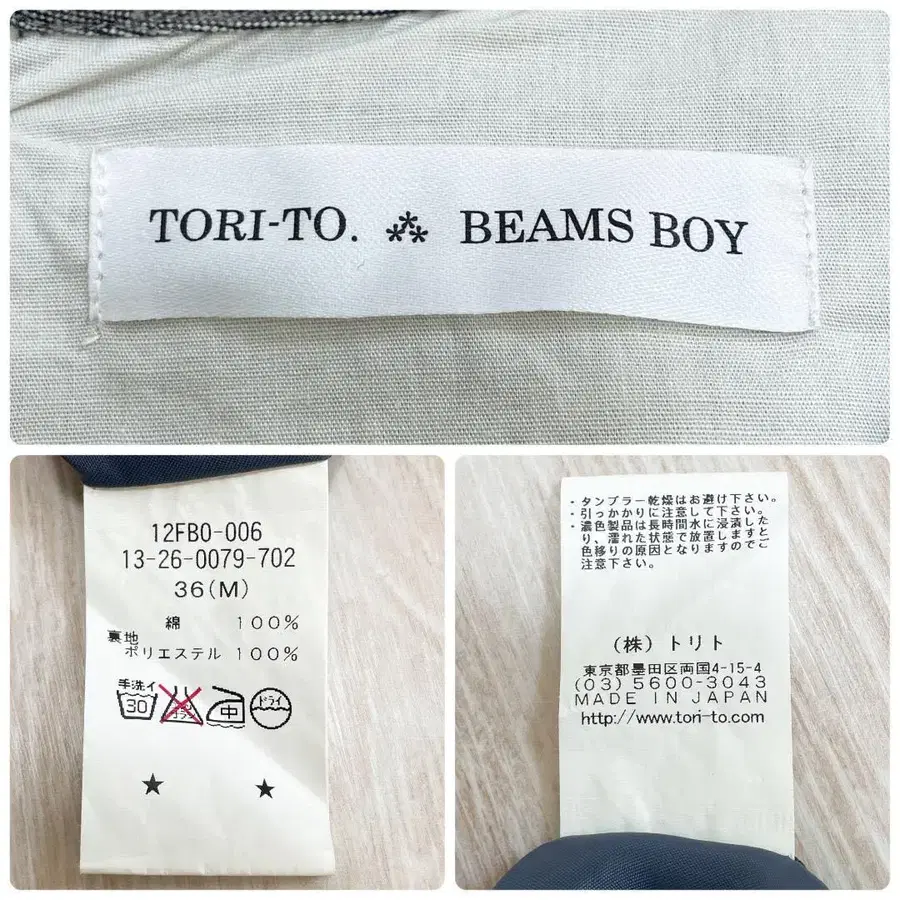 TORI-TO. ⁂ BEAMS BOY
12FB0-006
13-26-0079-702
36(M)
綿 100%
裏地
ポリエステル 100%
手洗イ
30
中
ドライ
・タンブラー乾燥はお避け下さい。
・引っかかりに注意して下さい。
・濃色製品は長時間水に浸漬した
り、濡れた状態で放置しますと
色移りの原因となりますのでご
注意下さい。
(株)トリト
東京都墨田区両国4-15-4
(03) 5600-3043
MADE IN JAPAN
http://www.tori-to.com